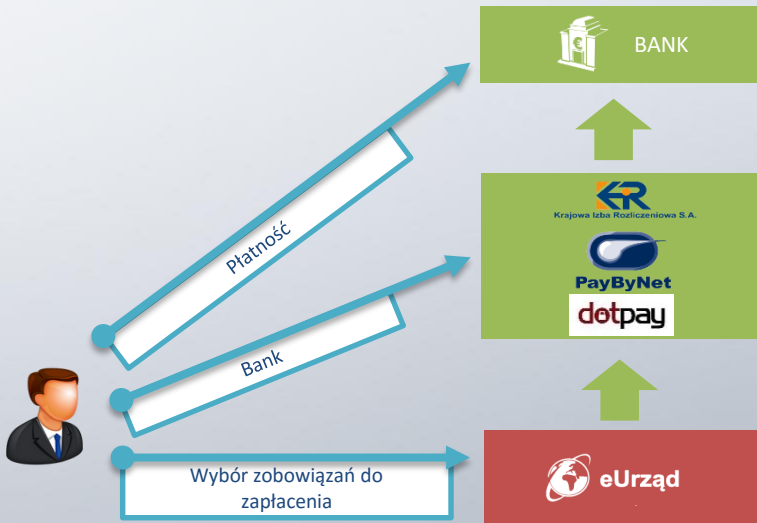 BANK
Krajowa Izba Rozliczeniowa S.A.
PayByNet
dotpay
Płatność
Bank
Wybór zobowiązań do
zapłacenia
eUrząd